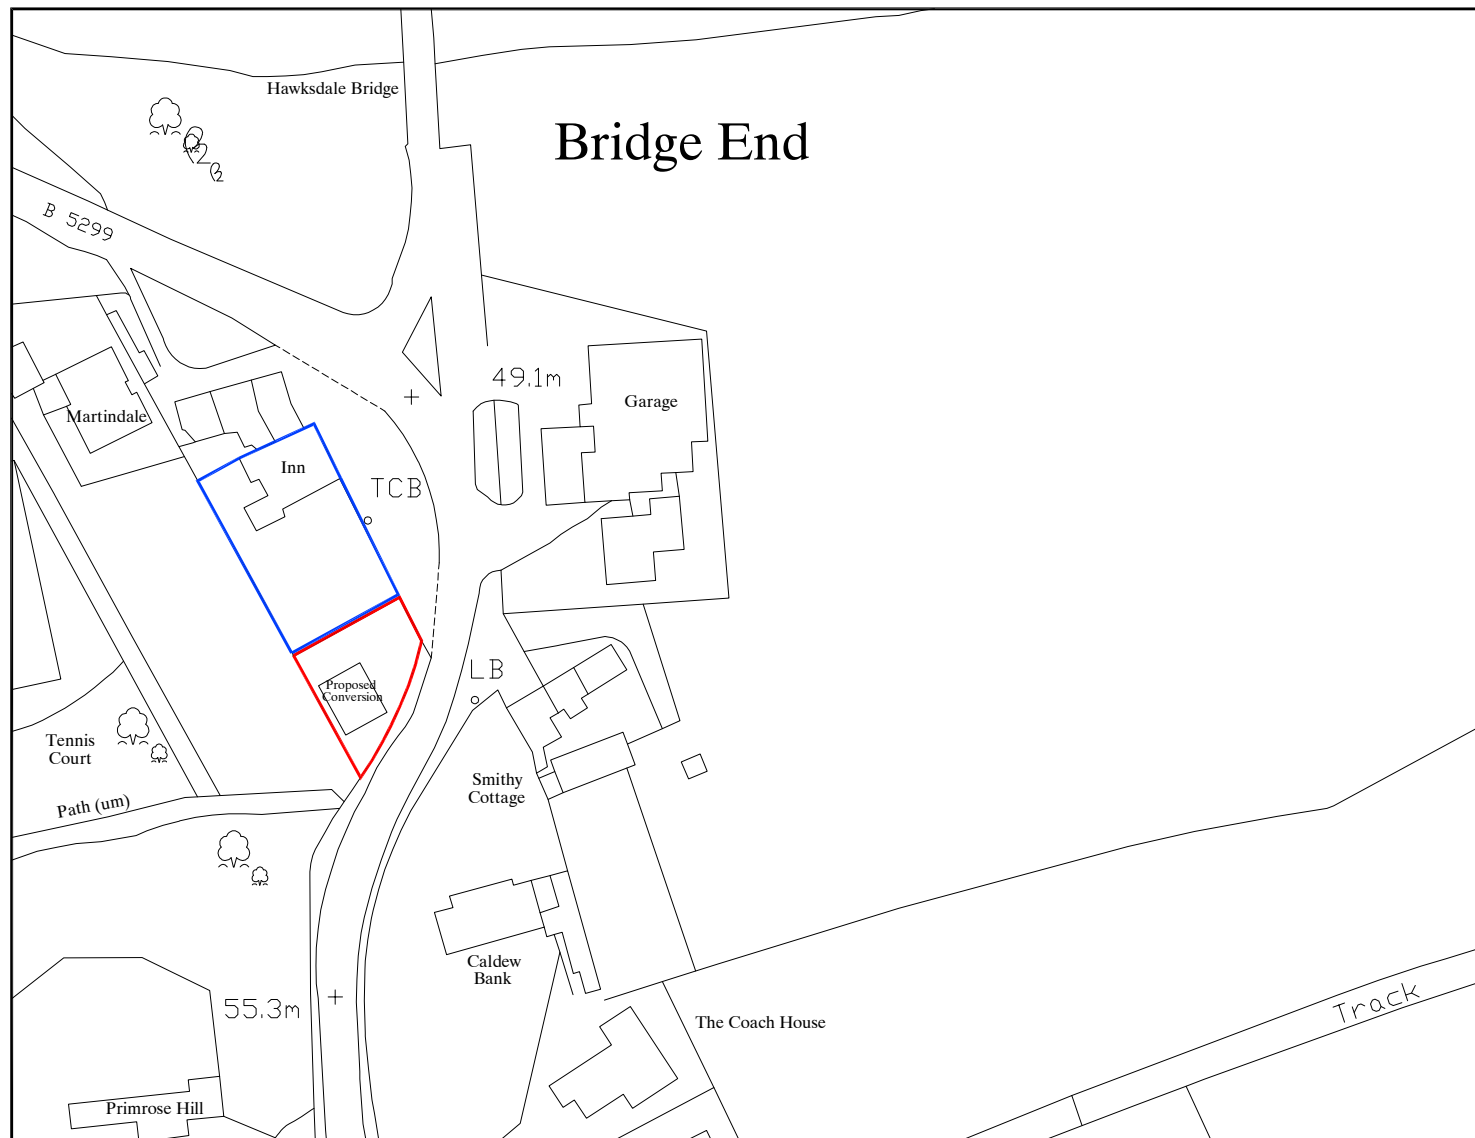 Hawksdale Bridge
Bridge End
B 5299
49.1m
Garage
Martindale
Inn
TCB
LB
Proposed
Conversion
Tennis
Court
Path (um)
Smithy
Cottage
Caldew
Bank
55.3m
The Coach House
Track
Primrose Hill